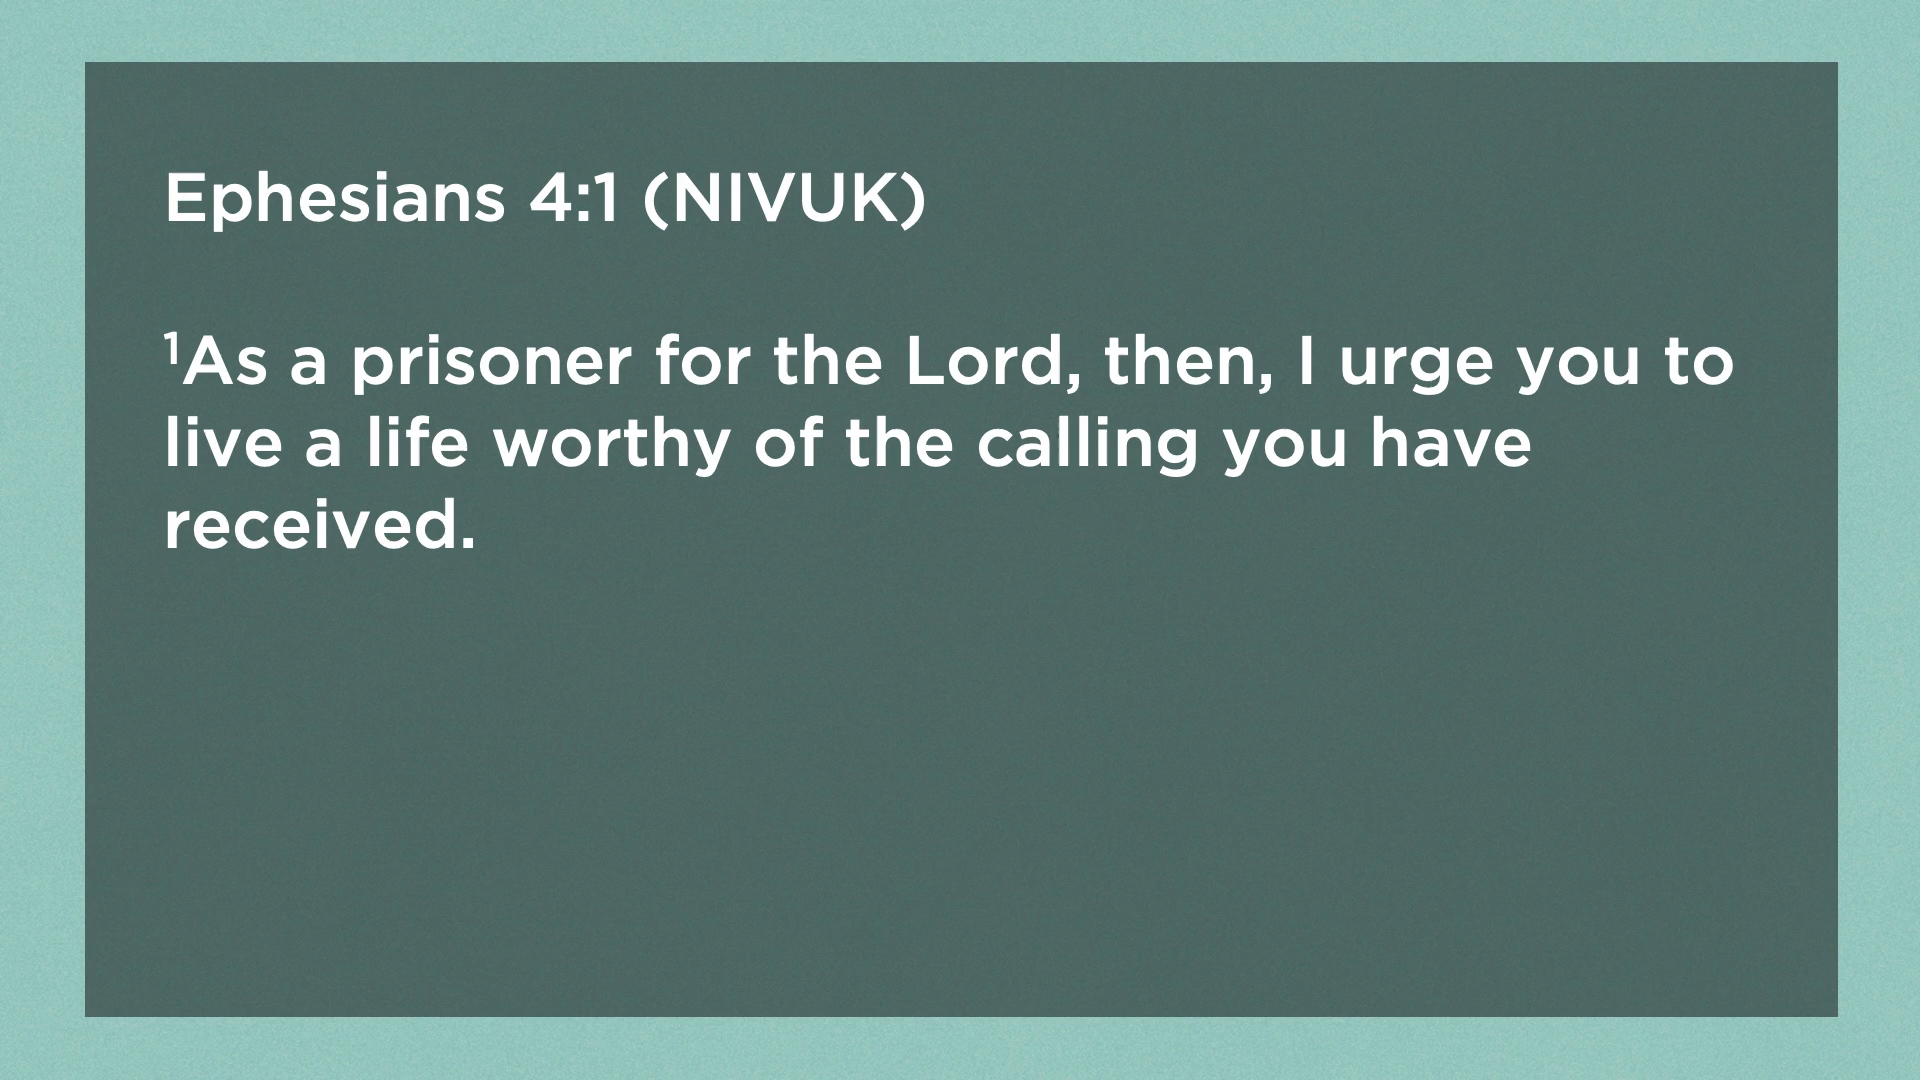 Ephesians 4:1 (NIVUK)
¹As a prisoner for the Lord, then, I urge you to
live a life worthy of the calling you have
received.